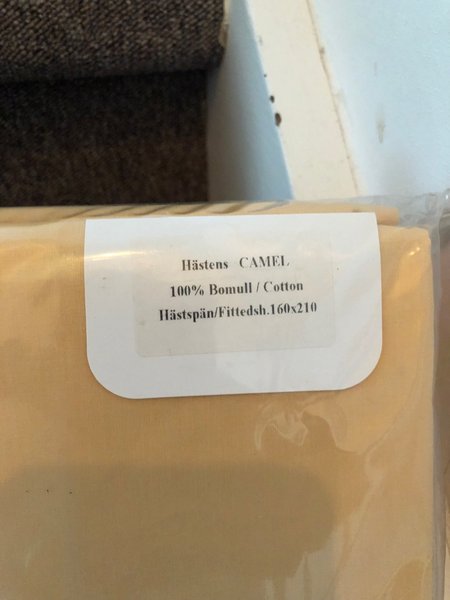 Hästens CAMEL
100% Bomull / Cotton
Hästspän/Fittedsh.160x210